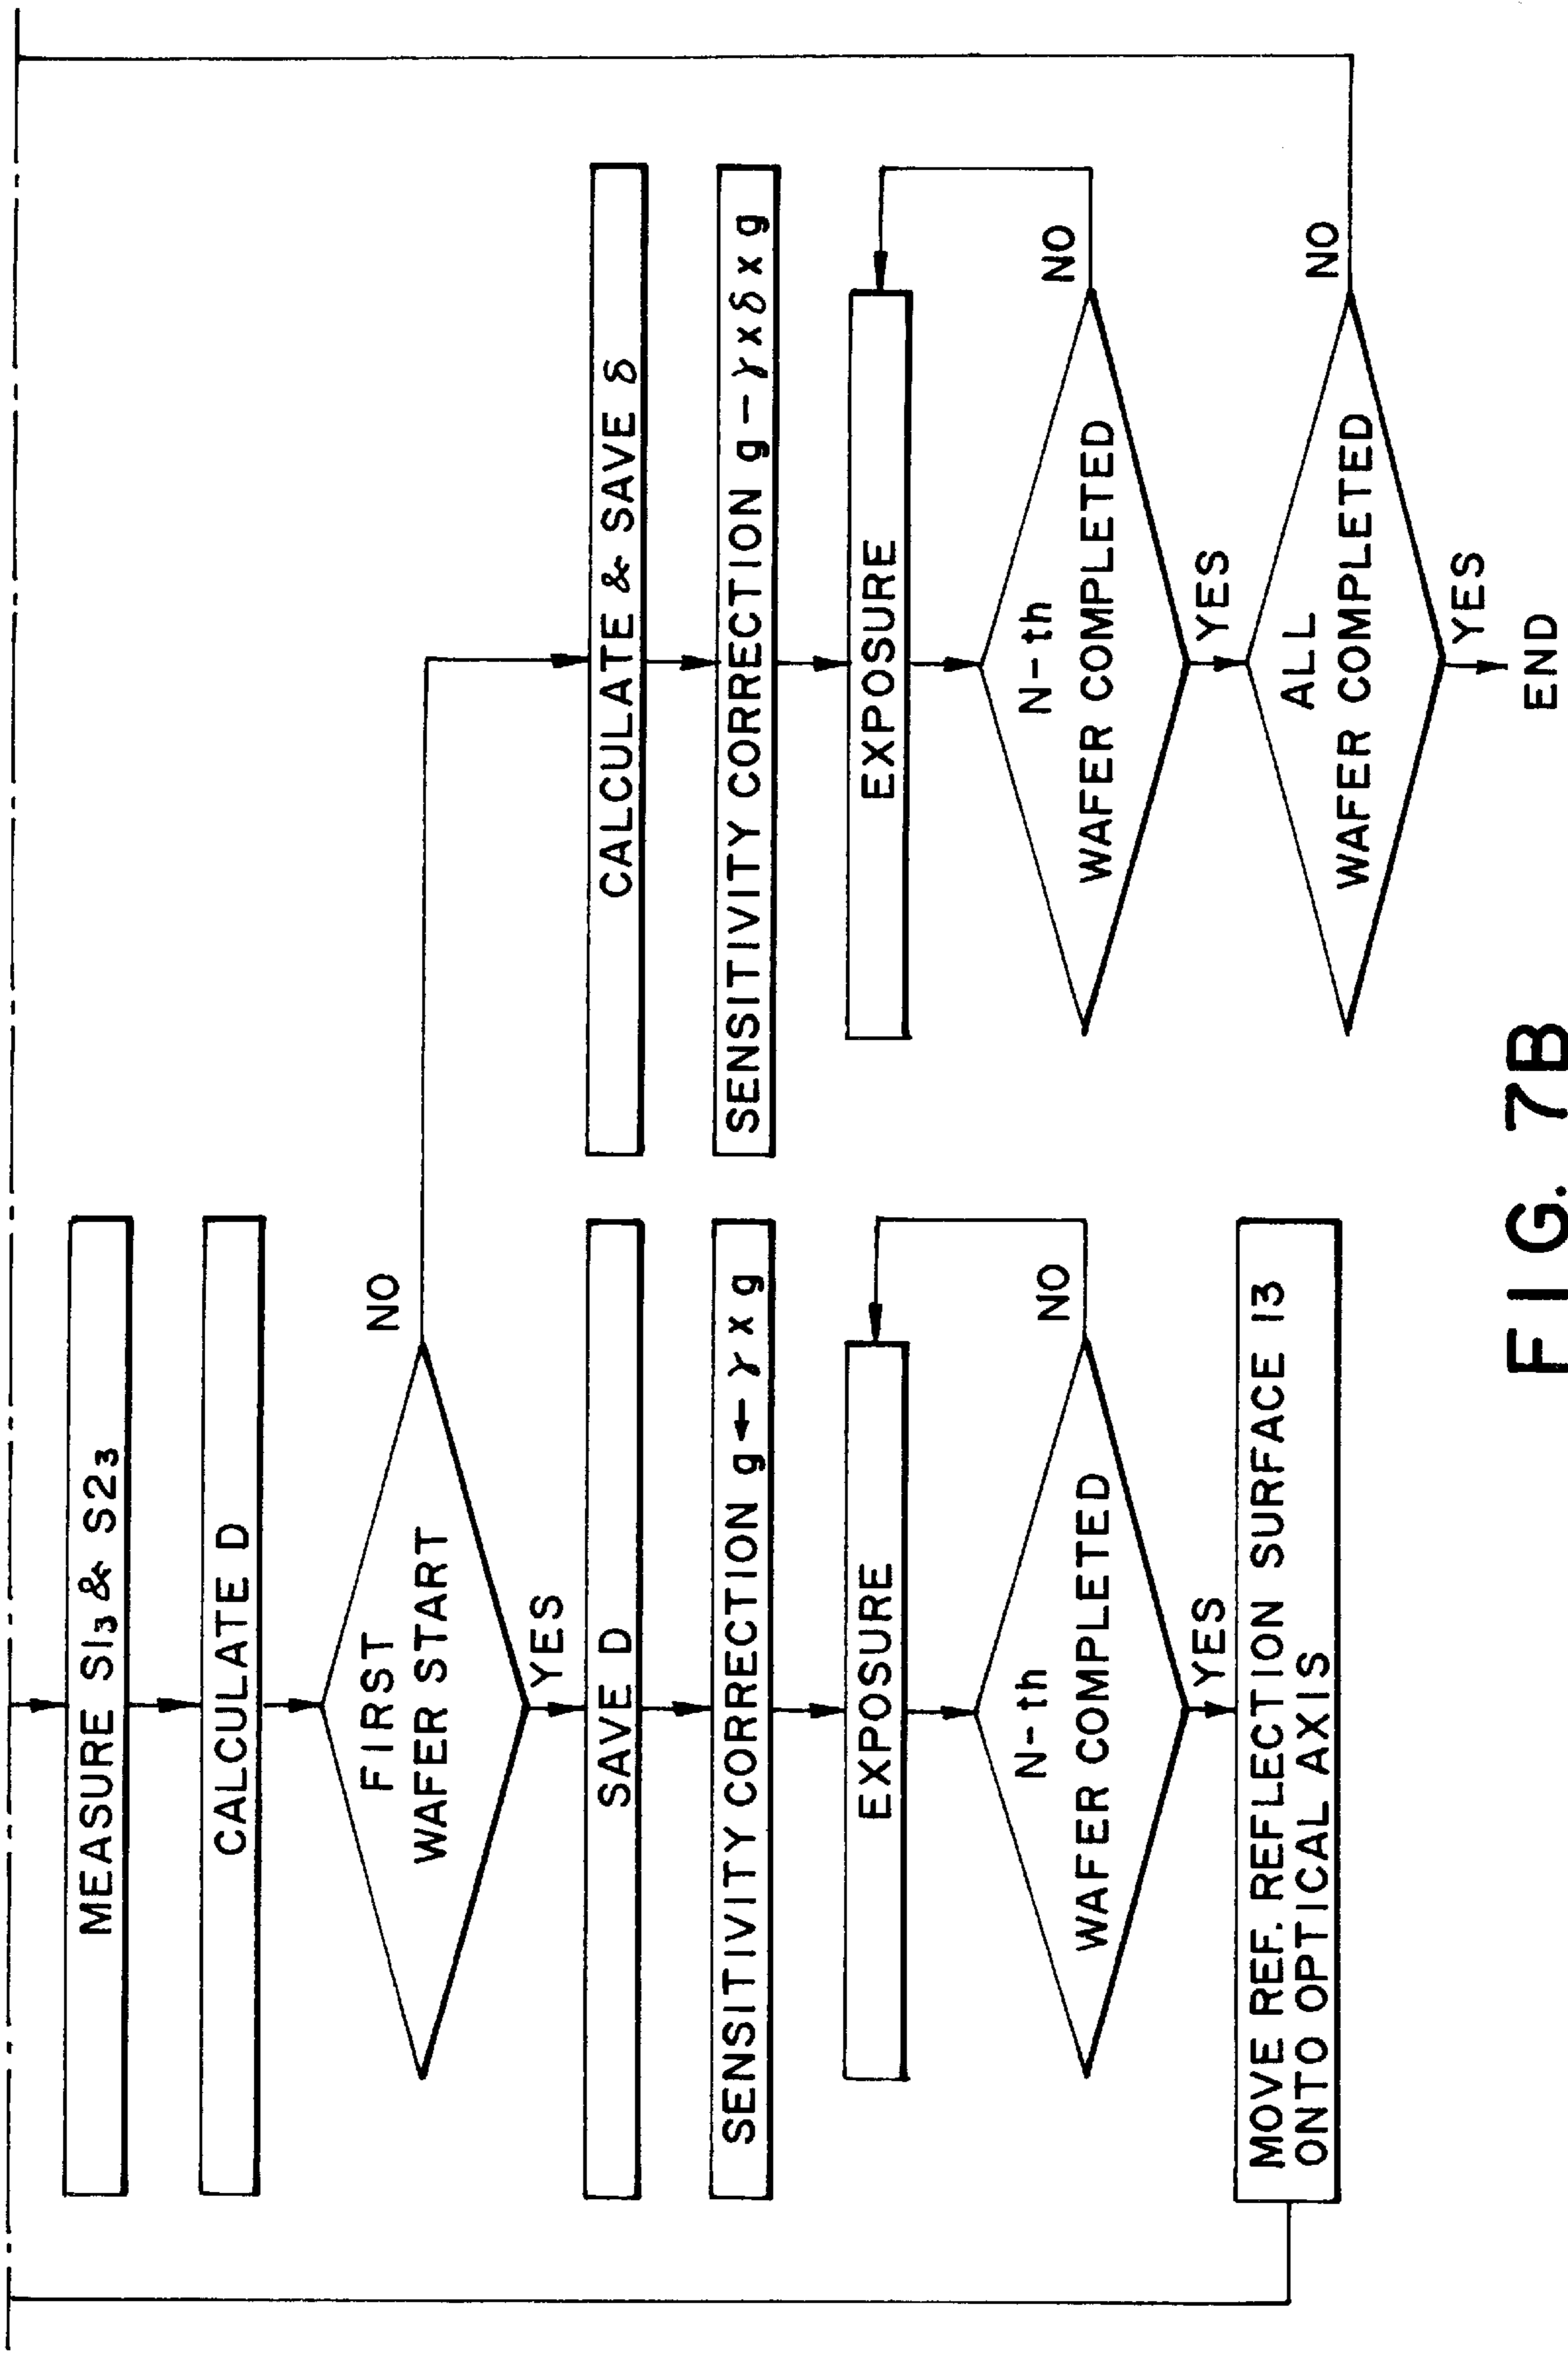 MEASURE S1₃ & S2₃
CALCULATE D
FIRST
WAFER START
NO
YES
SAVE D
SENSITIVITY CORRECTION g ← γ x g
EXPOSURE
N-th
WAFER COMPLETED
NO
YES
MOVE REF. REFLECTION SURFACE 13
ONTO OPTICAL AXIS
CALCULATE & SAVE δ
SENSITIVITY CORRECTION g − γ x δ x g
EXPOSURE
N-th
WAFER COMPLETED
NO
YES
ALL
WAFER COMPLETED
NO
YES
END
FIG. 7B